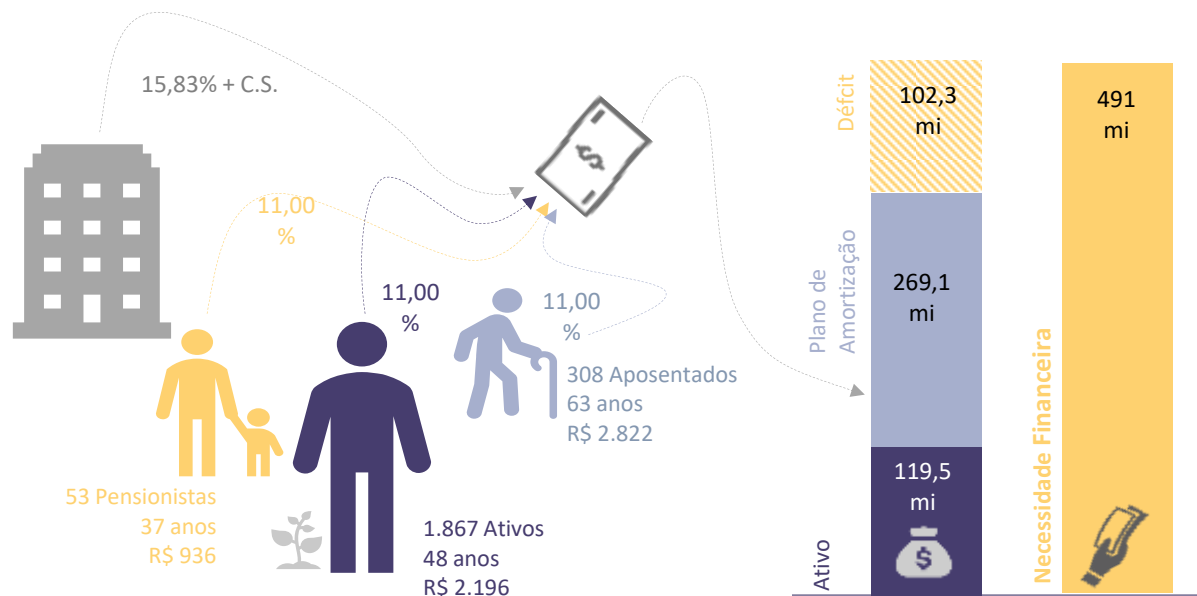 15,83% + C.S.
11,00
%
11,00
%
11,00
%
308 Aposentados
63 anos
R$ 2.822
53 Pensionistas
37 anos
R$ 936
1.867 Ativos
48 anos
R$ 2.196
Défcit
102,3
mi
Plano de
Amortização
269,1
mi
Ativo
119,5
mi
$
$
Necessidade Financeira
491
mi